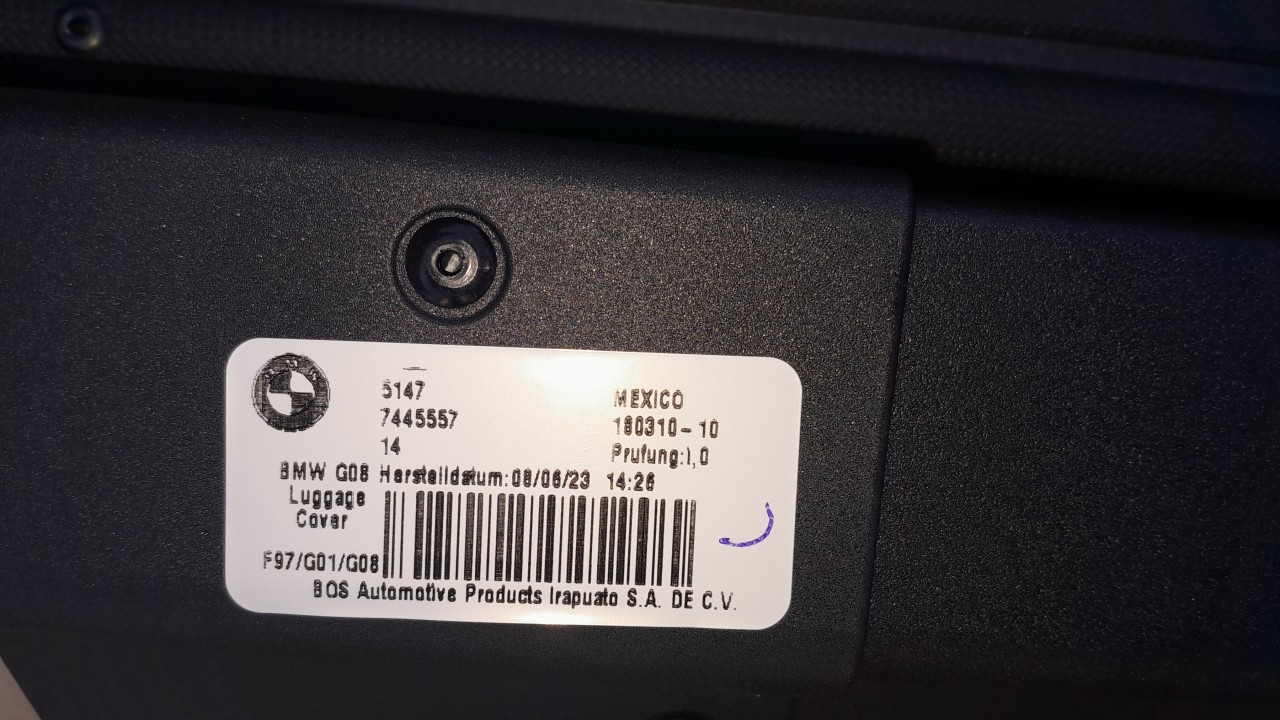 5147
7445557
14
MEXICO
180310-10
Prufung:1,0
BMW G08 Herstelldatum:08/06/23 14:26
Luggage
Cover
F97/G01/G08
BOS Automotive Products Irapuato S.A. DE C.V.